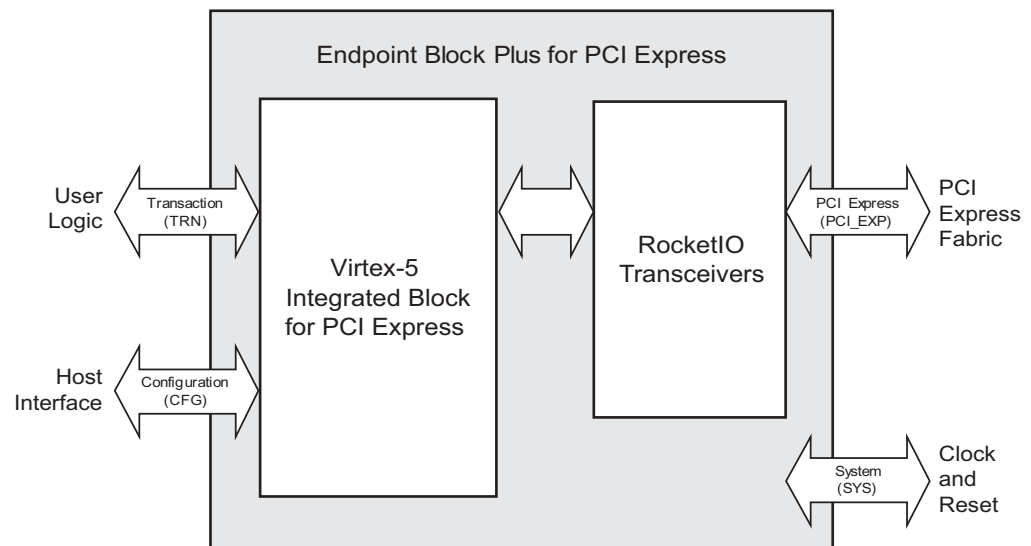 Endpoint Block Plus for PCI Express
User
Logic
Transaction
(TRN)
Virtex-5
Integrated Block
for PCI Express
RocketIO
Transceivers
PCI Express
(PCI_EXP)
PCI
Express
Fabric
Host
Interface
Configuration
(CFG)
System
(SYS)
Clock
and
Reset